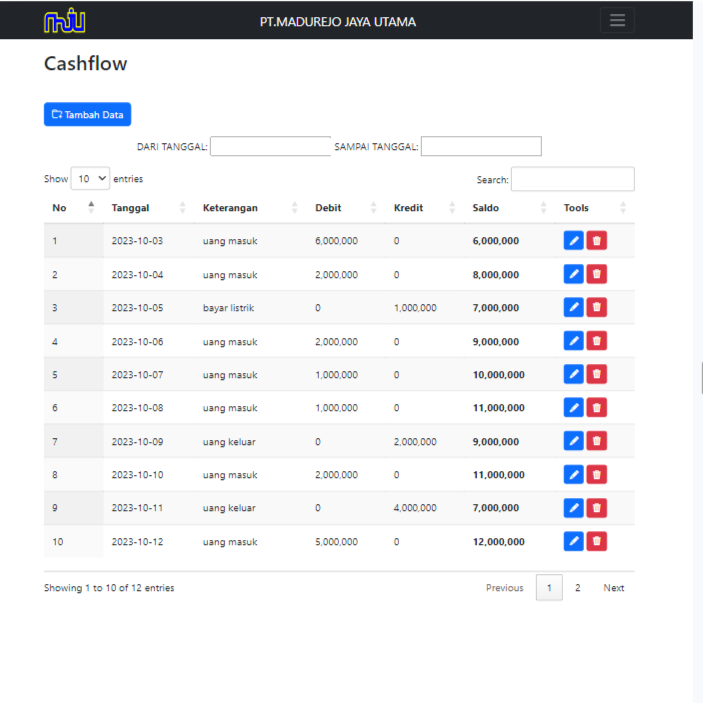 mju PT.MADUREJO JAYA UTAMA
Cashflow
Tambah Data
DARI TANGGAL: SAMPAI TANGGAL:
Show 10 entries Search:
No Tanggal Keterangan Debit Kredit Saldo Tools
1 2023-10-03 uang masuk 6,000,000 0 6,000,000
2 2023-10-04 uang masuk 2,000,000 0 8,000,000
3 2023-10-05 bayar listrik 0 1,000,000 7,000,000
4 2023-10-06 uang masuk 2,000,000 0 9,000,000
5 2023-10-07 uang masuk 1,000,000 0 10,000,000
6 2023-10-08 uang masuk 1,000,000 0 11,000,000
7 2023-10-09 uang keluar 0 2,000,000 9,000,000
8 2023-10-10 uang masuk 2,000,000 0 11,000,000
9 2023-10-11 uang keluar 0 4,000,000 7,000,000
10 2023-10-12 uang masuk 5,000,000 0 12,000,000
Showing 1 to 10 of 12 entries Previous 1 2 Next